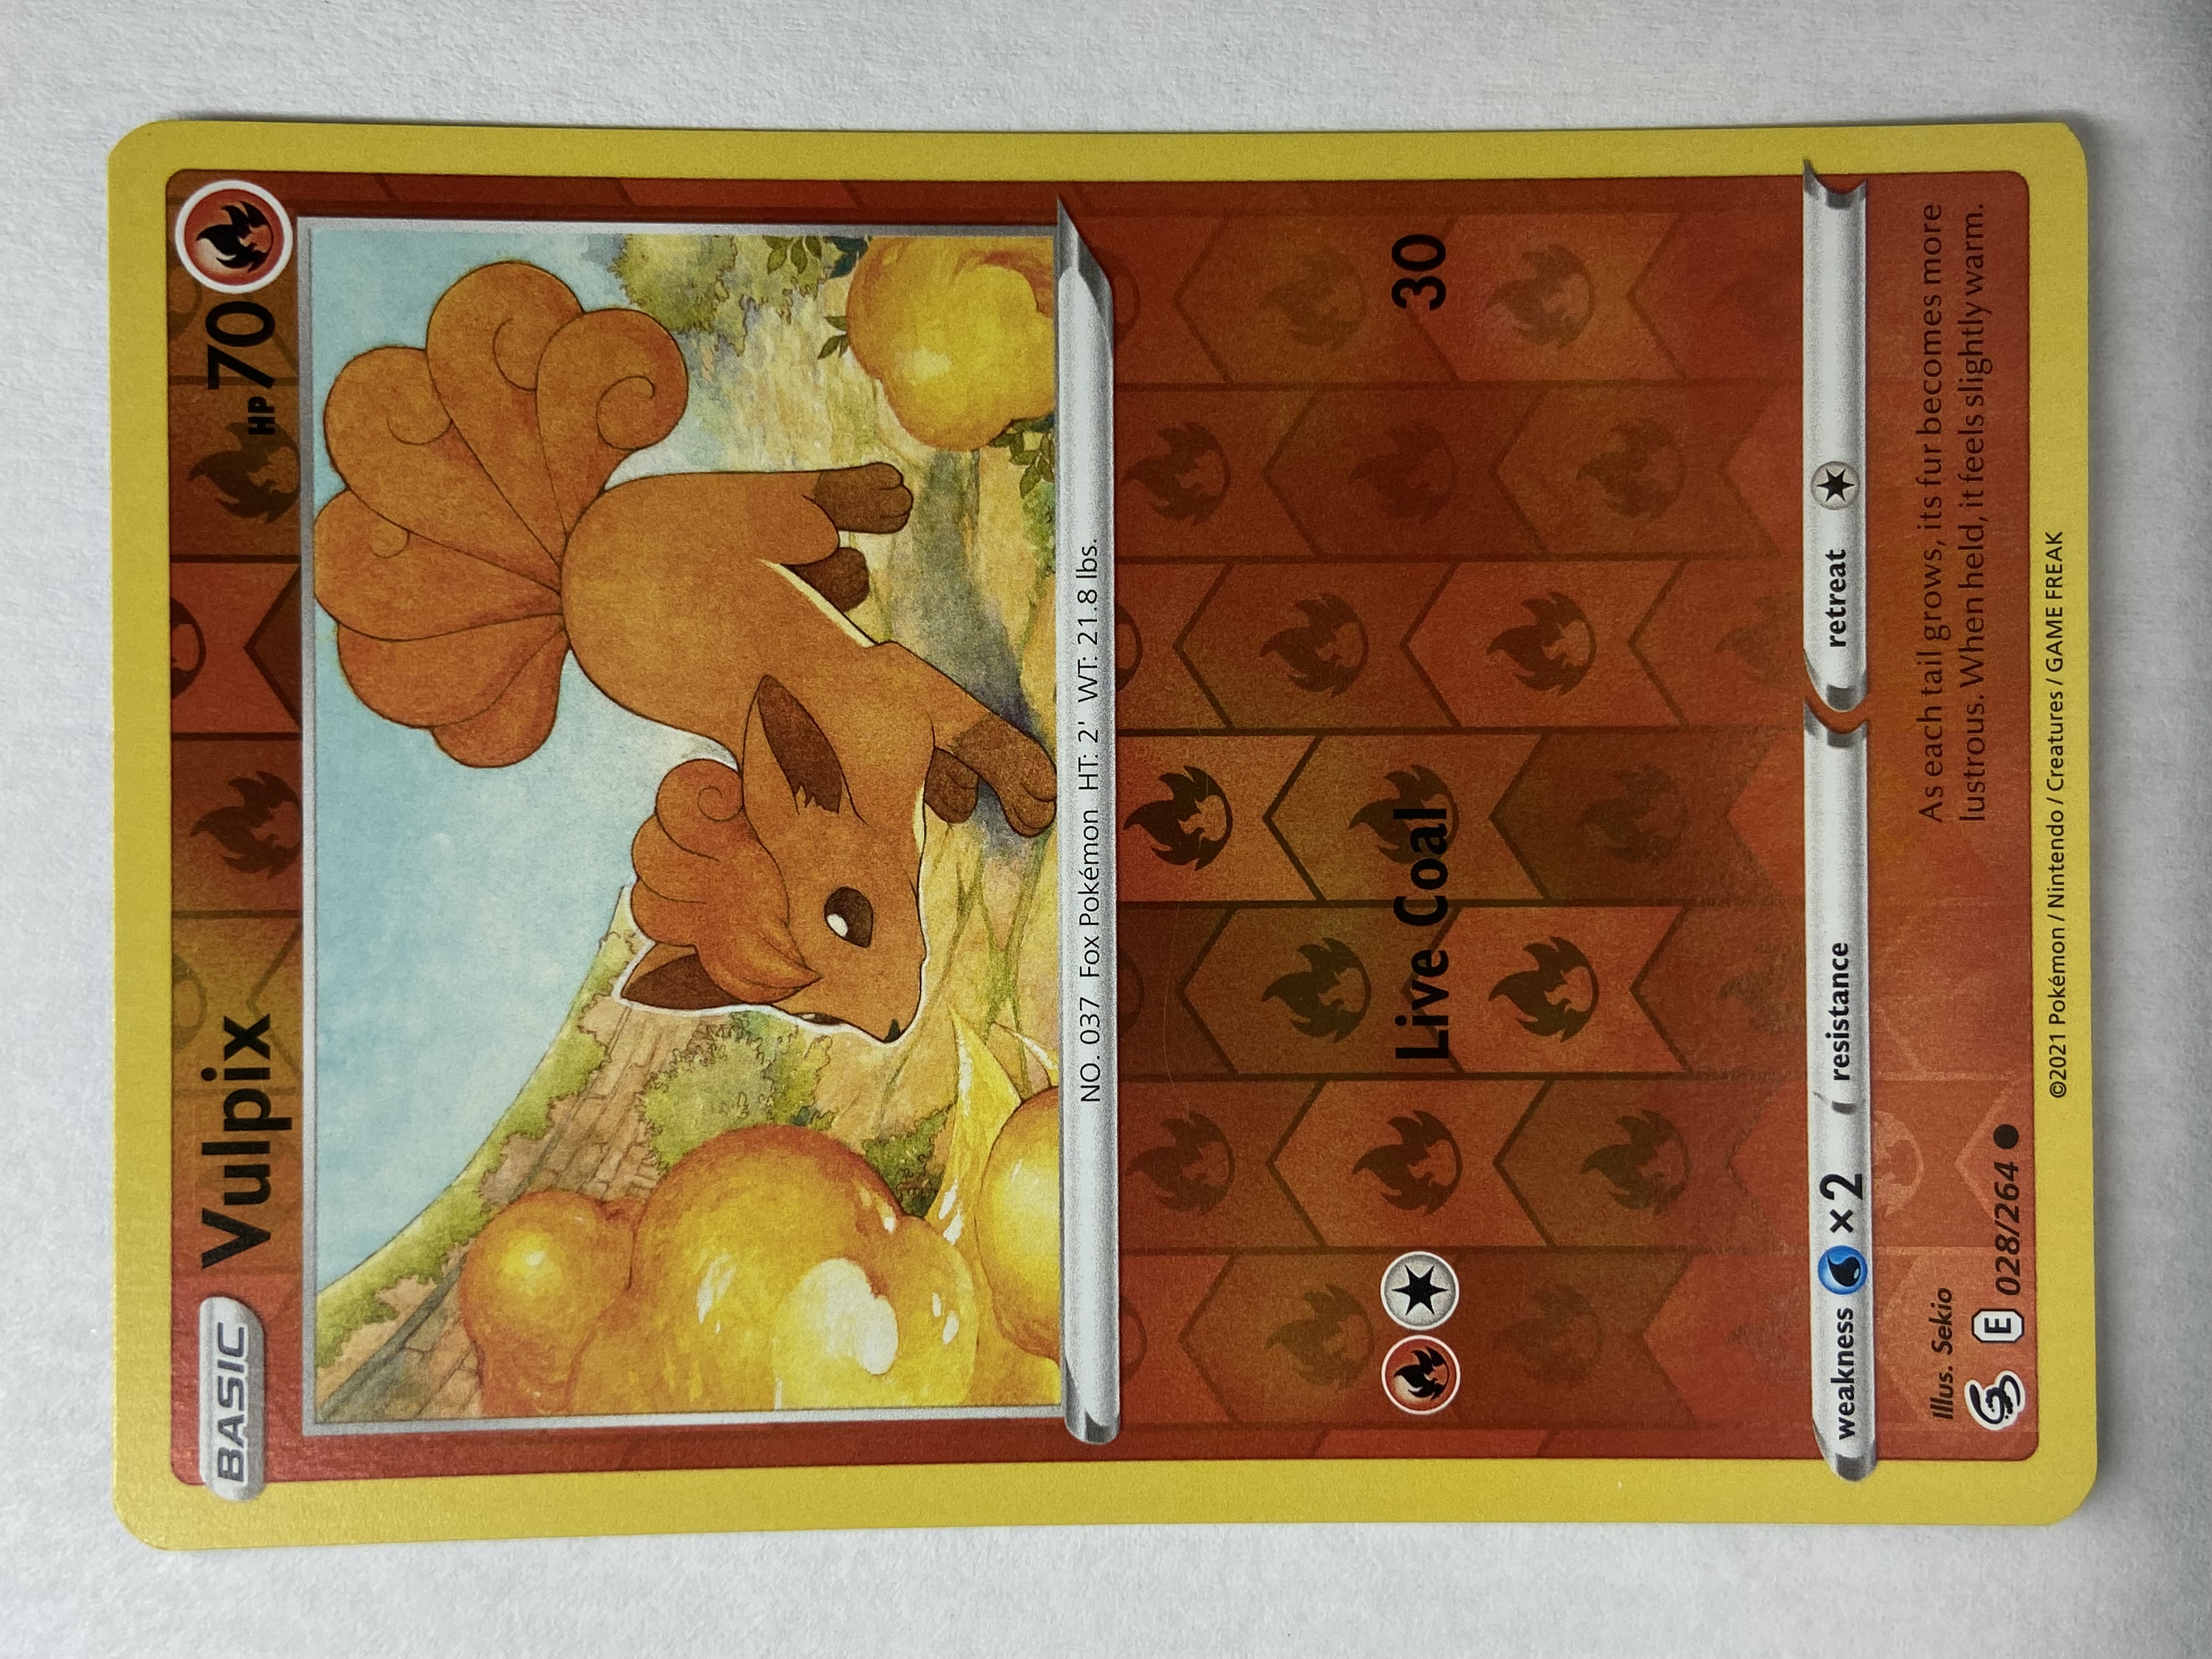 BASIC Vulpix HP 70
NO. 037 Fox Pokémon HT: 2' WT: 21.8 lbs.
Live Coal 30
weakness ×2 resistance retreat
Illus. Sekio
As each tail grows, its fur becomes more
lustrous. When held, it feels slightly warm.
E 028/264
©2021 Pokémon / Nintendo / Creatures / GAME FREAK